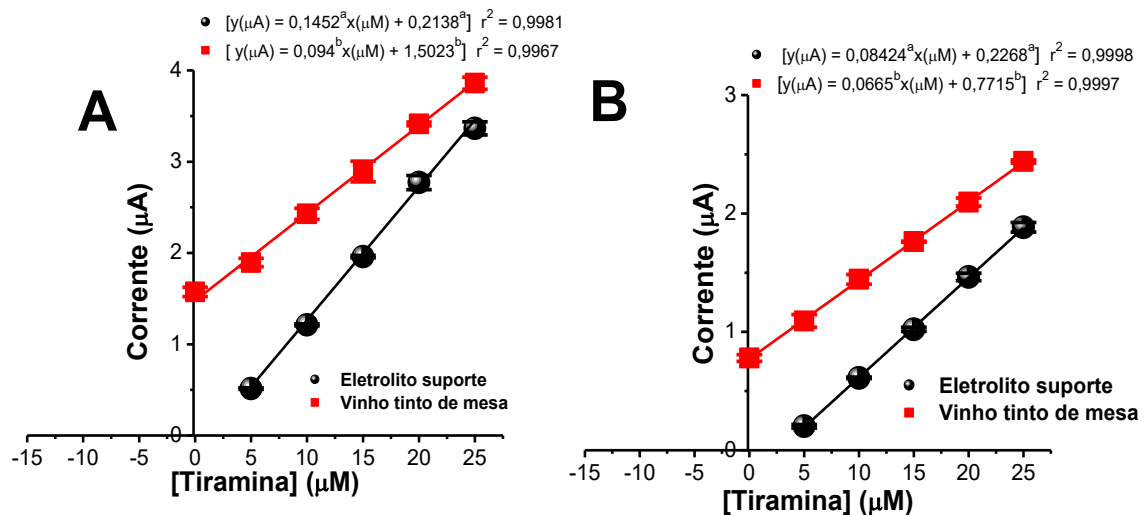 [y(μA) = 0,1452ᵃx(μM) + 0,2138ᵃ] r² = 0,9981
[ y(μA) = 0,094ᵇx(μM) + 1,5023ᵇ] r² = 0,9967
A
4
3
2
1
0
Corrente (μA)
Eletrolito suporte
Vinho tinto de mesa
-15 -10 -5 0 5 10 15 20 25
[Tiramina] (μM)
[y(μA) = 0,08424ᵃx(μM) + 0,2268ᵃ] r² = 0,9998
[y(μA) = 0,0665ᵇx(μM) + 0,7715ᵇ] r² = 0,9997
B
3
2
1
0
Corrente (μA)
Eletrolito suporte
Vinho tinto de mesa
-15 -10 -5 0 5 10 15 20 25
[Tiramina] (μM)